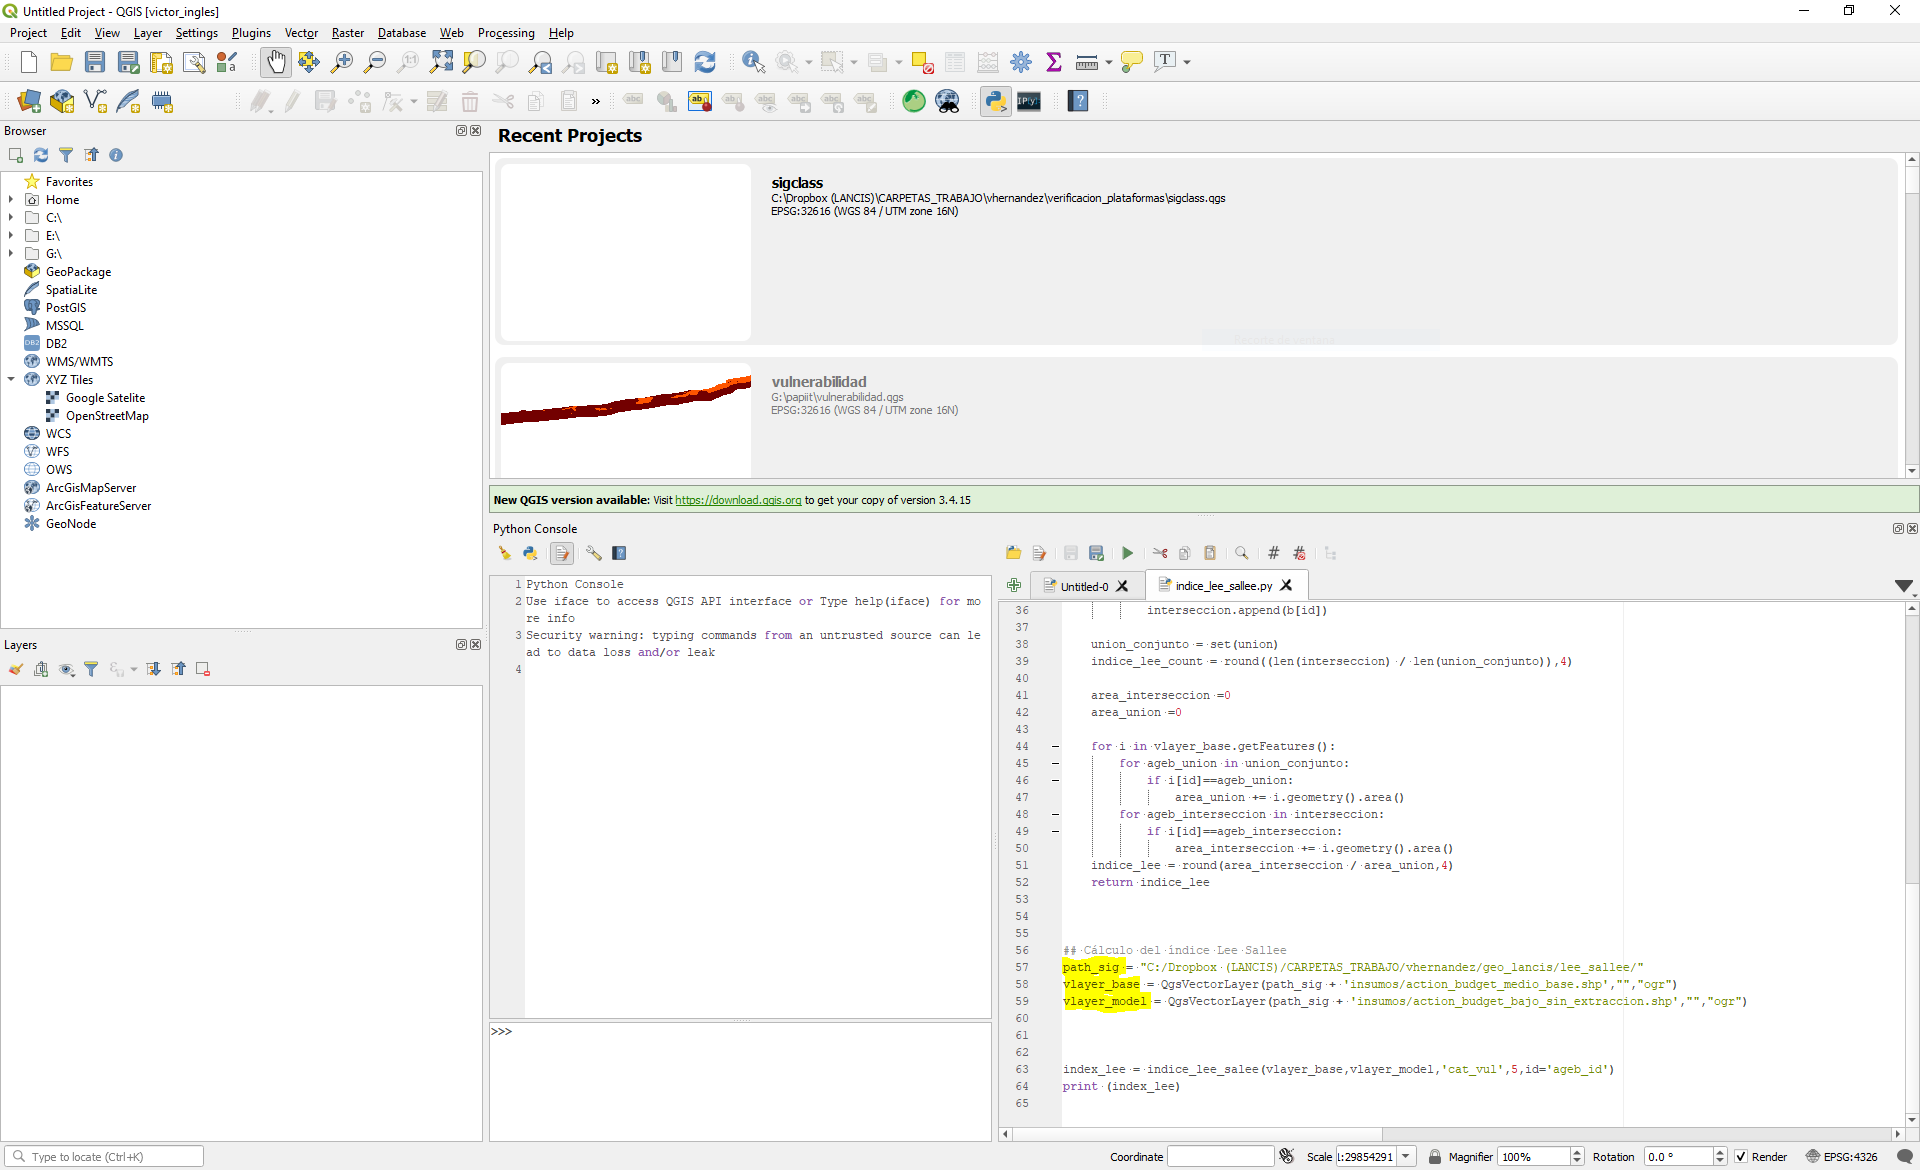 Untitled Project - QGIS [victor_ingles]
Project Edit View Layer Settings Plugins Vector Raster Database Web Processing Help
Browser
Favorites
Home
C:\
E:\
G:\
GeoPackage
SpatiaLite
PostGIS
MSSQL
DB2
WMS/WMTS
XYZ Tiles
Google Satelite
OpenStreetMap
WCS
WFS
OWS
ArcGisMapServer
ArcGisFeatureServer
GeoNode
Layers
Recent Projects
sigclass
C:\Dropbox (LANCIS)\CARPETAS_TRABAJO\vhernandez\verificacion_plataformas\sigclass.qgs
EPSG:32616 (WGS 84 / UTM zone 16N)
vulnerabilidad
G:\papiit\vulnerabilidad.qgs
EPSG:32616 (WGS 84 / UTM zone 16N)
New QGIS version available: Visit https://download.qgis.org to get your copy of version 3.4.15
Python Console
1 Python Console
2 Use iface to access QGIS API interface or Type help(iface) for mo
re info
3 Security warning: typing commands from an untrusted source can le
ad to data loss and/or leak
4
>>>
Untitled-0
indice_lee_sallee.py
36 interseccion.append(b[id])
37
38 union_conjunto = set(union)
39 indice_lee_count = round((len(interseccion) / len(union_conjunto)),4)
40
41 area_interseccion =0
42 area_union =0
43
44 for i in vlayer_base.getFeatures():
45 for ageb_union in union_conjunto:
46 if i[id]==ageb_union:
47 area_union += i.geometry().area()
48 for ageb_interseccion in interseccion:
49 if i[id]==ageb_interseccion:
50 area_interseccion += i.geometry().area()
51 indice_lee = round(area_interseccion / area_union,4)
52 return indice_lee
53
54
55
56 ## Cálculo del índice Lee Sallee
57 path_sig = "C:/Dropbox (LANCIS)/CARPETAS_TRABAJO/vhernandez/geo_lancis/lee_sallee/"
58 vlayer_base = QgsVectorLayer(path_sig + 'insumos/action_budget_medio_base.shp',"","ogr")
59 vlayer_model = QgsVectorLayer(path_sig + 'insumos/action_budget_bajo_sin_extraccion.shp',"","ogr")
60
61
62
63 index_lee = indice_lee_salee(vlayer_base,vlayer_model,'cat_vul',5,id='ageb_id')
64 print (index_lee)
65
Type to locate (Ctrl+K)
Coordinate
Scale 1:29854291
Magnifier 100%
Rotation 0.0 °
Render
EPSG:4326